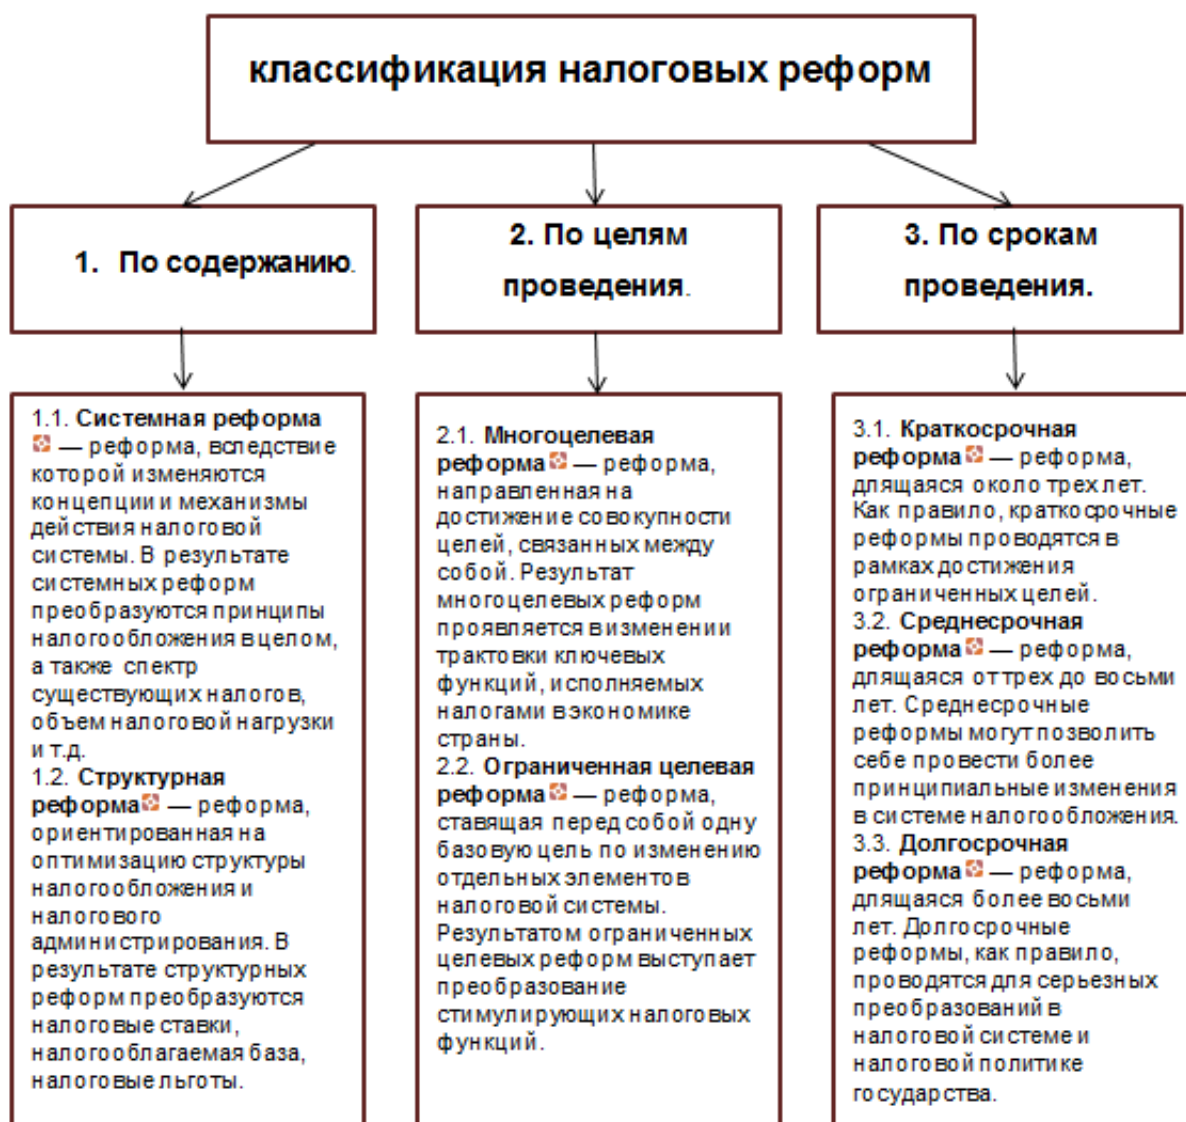 классификация налоговых реформ
1. По содержанию.
2. По целям
проведения.
3. По срокам
проведения.
1.1. Системная реформа
— реформа, вследствие
которой изменяются
концепции и механизмы
действия налоговой
системы. В результате
системных реформ
преобразуются принципы
налогообложения в целом,
а также спектр
существующих налогов,
объем налоговой нагрузки
и т.д.
1.2. Структурная
реформа — реформа,
ориентированная на
оптимизацию структуры
налогообложения и
налогового
администрирования. В
результате структурных
реформ преобразуются
налоговые ставки,
налогооблагаемая база,
налоговые льготы.
2.1. Многоцелевая
реформа — реформа,
направленная на
достижение совокупности
целей, связанных между
собой. Результат
многоцелевых реформ
проявляется в изменении
трактовки ключевых
функций, исполняемых
налогами в экономике
страны.
2.2. Ограниченная целевая
реформа — реформа,
ставящая перед собой одну
базовую цель по изменению
отдельных элементов
налоговой системы.
Результатом ограниченных
целевых реформ выступает
преобразование
стимулирующих налоговых
функций.
3.1. Краткосрочная
реформа — реформа,
длящаяся около трех лет.
Как правило, краткосрочные
реформы проводятся в
рамках достижения
ограниченных целей.
3.2. Среднесрочная
реформа — реформа,
длящаяся от трех до восьми
лет. Среднесрочные
реформы могут позволить
себе провести более
принципиальные изменения
в системе налогообложения.
3.3. Долгосрочная
реформа — реформа,
длящаяся более восьми
лет. Долгосрочные
реформы, как правило,
проводятся для серьезных
преобразований в
налоговой системе и
налоговой политике
государства.